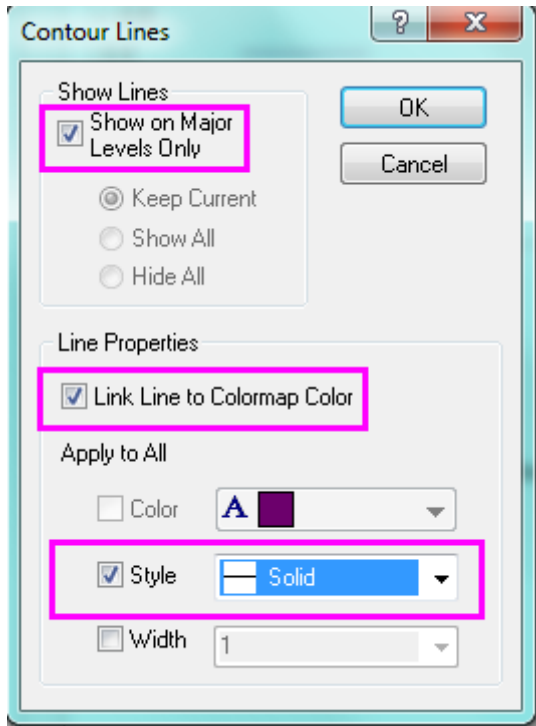 Contour Lines
?
X
Show Lines
Show on Major
Levels Only
OK
Cancel
Keep Current
Show All
Hide All
Line Properties
Link Line to Colormap Color
Apply to All
Color
A
Style
Solid
Width
1